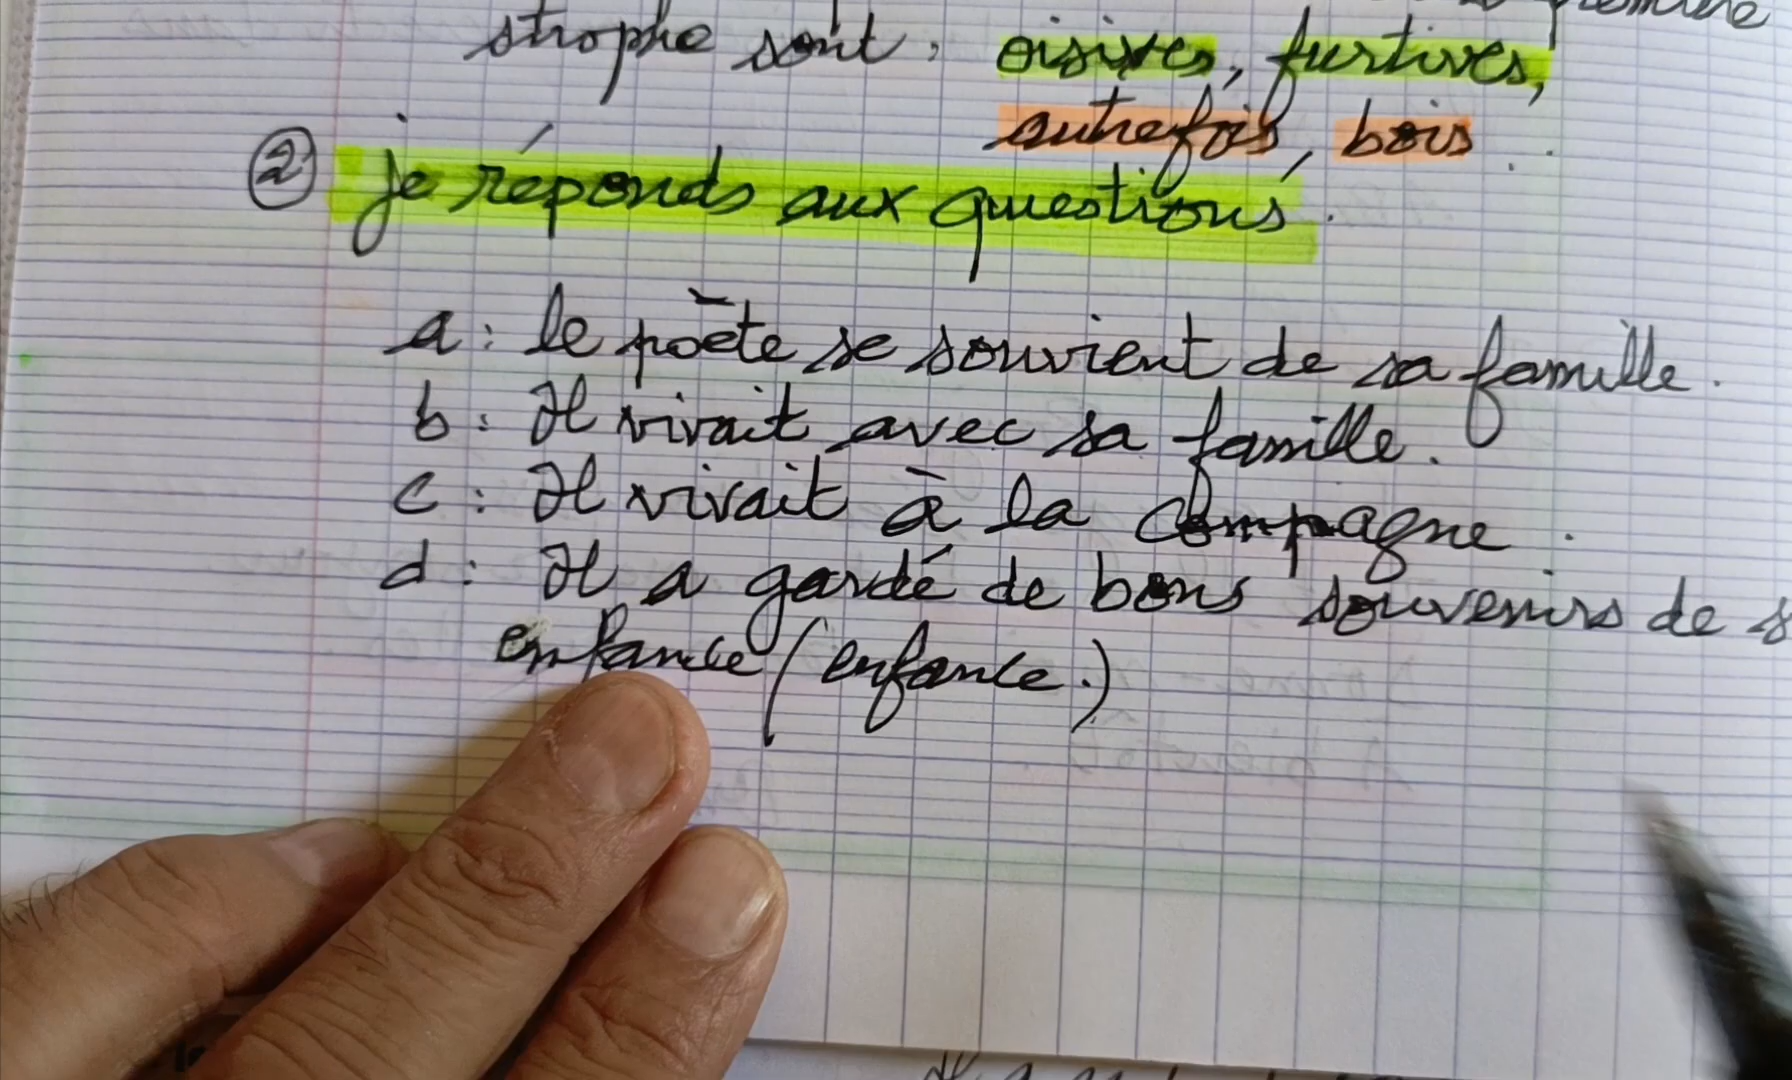 strophe sont : oisives, furtives,
autrefois, bois.
② je réponds aux questions.
a : le poète se souvient de sa famille.
b : Il vivait avec sa famille.
c : Il vivait à la compagne.
d : Il a gardé de bons souvenirs de s
enfance (enfance.)